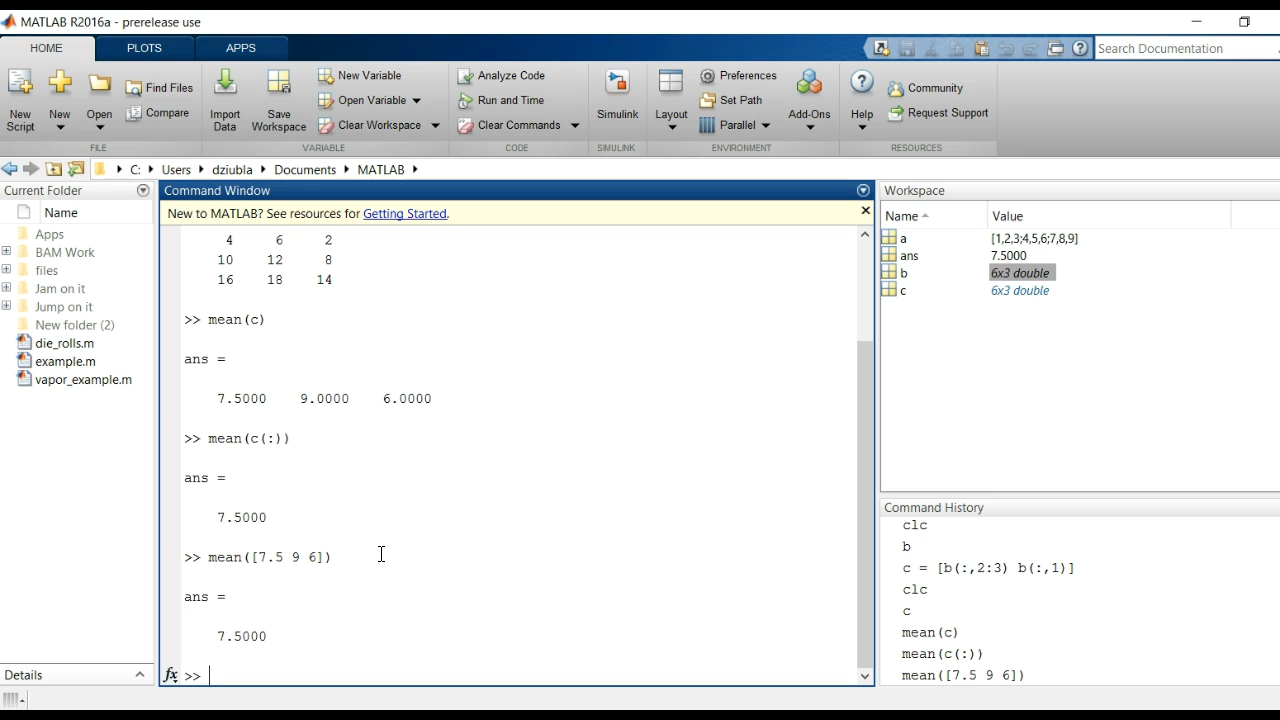 MATLAB R2016a - prerelease use
HOME PLOTS APPS
Search Documentation
New Script
New
Open
Find Files
Compare
FILE
Import Data
Save Workspace
New Variable
Open Variable
Clear Workspace
VARIABLE
Analyze Code
Run and Time
Clear Commands
CODE
Simulink
SIMULINK
Layout
Preferences
Set Path
Parallel
Add-Ons
ENVIRONMENT
Help
Community
Request Support
RESOURCES
C: Users dziubla Documents MATLAB
Current Folder
Name
Apps
BAM Work
files
Jam on it
Jump on it
New folder (2)
die_rolls.m
example.m
vapor_example.m
Details
Command Window
New to MATLAB? See resources for Getting Started.
4 6 2
10 12 8
16 18 14
>> mean(c)
ans =
7.5000 9.0000 6.0000
>> mean(c(:))
ans =
7.5000
>> mean([7.5 9 6])
ans =
7.5000
fx >>
Workspace
Name Value
a [1,2,3;4,5,6;7,8,9]
ans 7.5000
b 6x3 double
c 6x3 double
Command History
clc
b
c = [b(:,2:3) b(:,1)]
clc
c
mean(c)
mean(c(:))
mean([7.5 9 6])